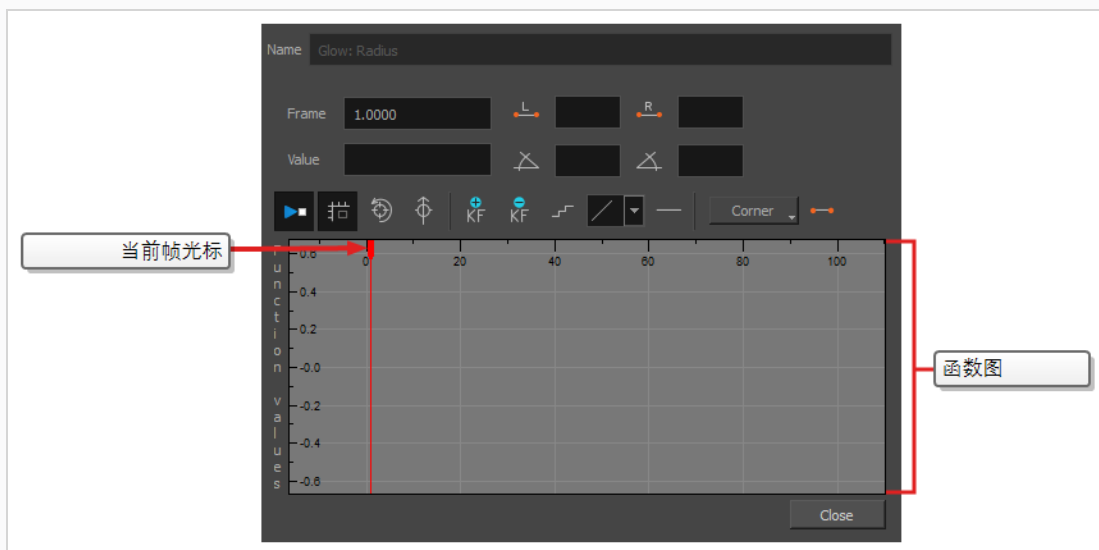 Name Glow: Radius
Frame 1.0000 L R
Value
KF KF Corner
当前帧光标
Function values
0 20 40 60 80 100
-0.6
-0.4
-0.2
-0.0
-0.2
-0.4
-0.6
函数图
Close